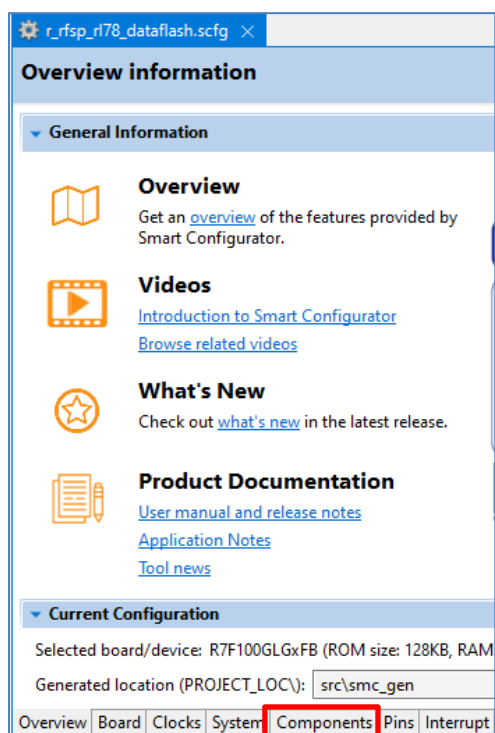 r_rfsp_rl78_dataflash.scfg ×
Overview information
General Information
Overview
Get an overview of the features provided by
Smart Configurator.
Videos
Introduction to Smart Configurator
Browse related videos
What's New
Check out what's new in the latest release.
Product Documentation
User manual and release notes
Application Notes
Tool news
Current Configuration
Selected board/device: R7F100GLGxFB (ROM size: 128KB, RAM
Generated location (PROJECT_LOC\): src\smc_gen
Overview Board Clocks System Components Pins Interrupt